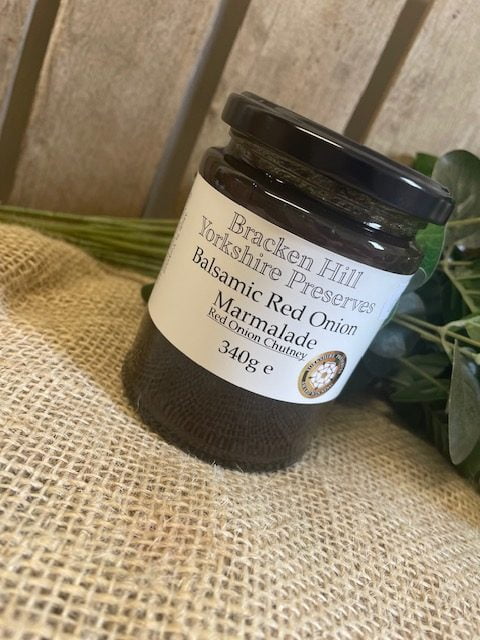 Bracken Hill
Yorkshire Preserves
Balsamic Red Onion
Marmalade
Red Onion Chutney
340g e